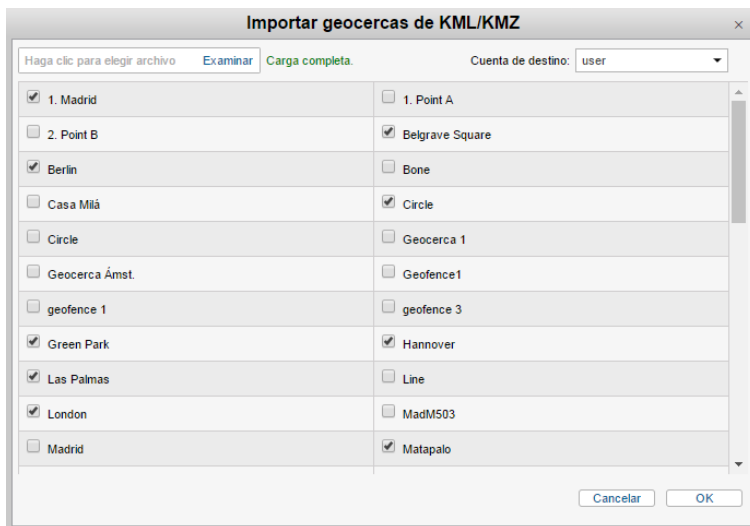 Importar geocercas de KML/KMZ
Haga clic para elegir archivo Examinar Carga completa. Cuenta de destino: user
1. Madrid 1. Point A
2. Point B Belgrave Square
Berlin Bone
Casa Milá Circle
Circle Geocerca 1
Geocerca Ámst. Geofence1
geofence 1 geofence 3
Green Park Hannover
Las Palmas Line
London MadM503
Madrid Matapalo
Cancelar OK